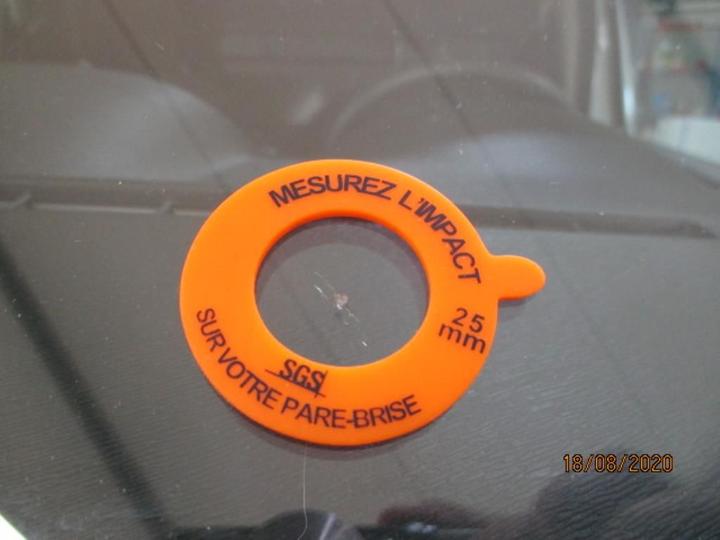 MESUREZ L'IMPACT
25
mm
SGS
SUR VOTRE PARE-BRISE
18/08/2020